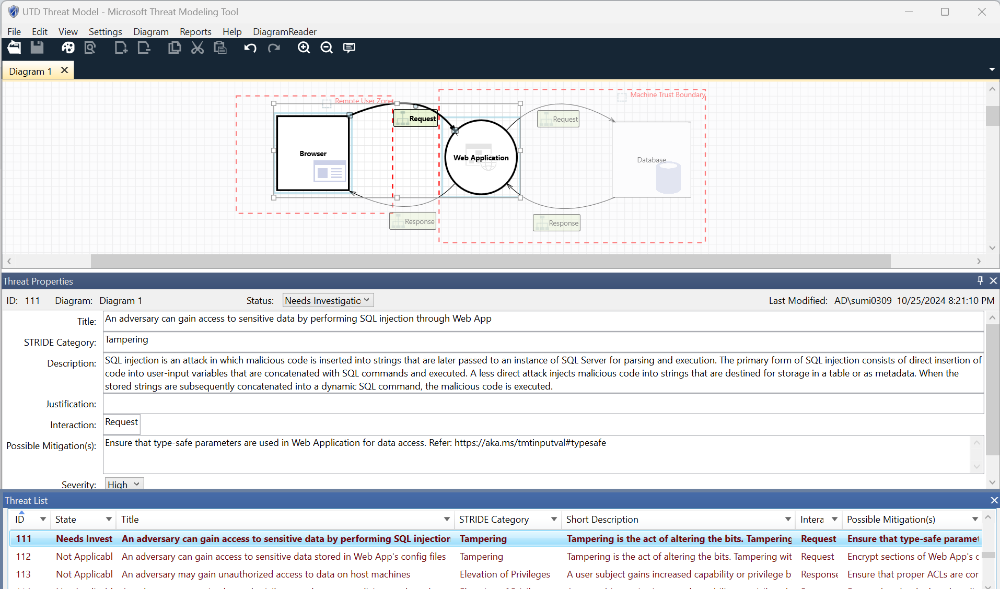 UTD Threat Model - Microsoft Threat Modeling Tool
File Edit View Settings Diagram Reports Help DiagramReader
Diagram 1
Remote User Zone
Machine Trust Boundary
Request
Request
Browser
Web Application
Database
Response
Response
Threat Properties
ID: 111 Diagram: Diagram 1 Status: Needs Investigatio Last Modified: AD\sumi0309 10/25/2024 8:21:10 PM
Title: An adversary can gain access to sensitive data by performing SQL injection through Web App
STRIDE Category: Tampering
Description: SQL injection is an attack in which malicious code is inserted into strings that are later passed to an instance of SQL Server for parsing and execution. The primary form of SQL injection consists of direct insertion of
code into user-input variables that are concatenated with SQL commands and executed. A less direct attack injects malicious code into strings that are destined for storage in a table or as metadata. When the
stored strings are subsequently concatenated into a dynamic SQL command, the malicious code is executed.
Justification:
Interaction: Request
Possible Mitigation(s): Ensure that type-safe parameters are used in Web Application for data access. Refer: https://aka.ms/tmtinputval#typesafe
Severity: High
Threat List
ID State Title STRIDE Category Short Description Intera Possible Mitigation(s)
111 Needs Invest An adversary can gain access to sensitive data by performing SQL injection Tampering Tampering is the act of altering the bits. Tampering Request Ensure that type-safe paramet
112 Not Applicabl An adversary can gain access to sensitive data stored in Web App's config files Tampering Tampering is the act of altering the bits. Tampering wit Request Encrypt sections of Web App's c
113 Not Applicabl An adversary may gain unauthorized access to data on host machines Elevation of Privileges A user subject gains increased capability or privilege b Response Ensure that proper ACLs are cor